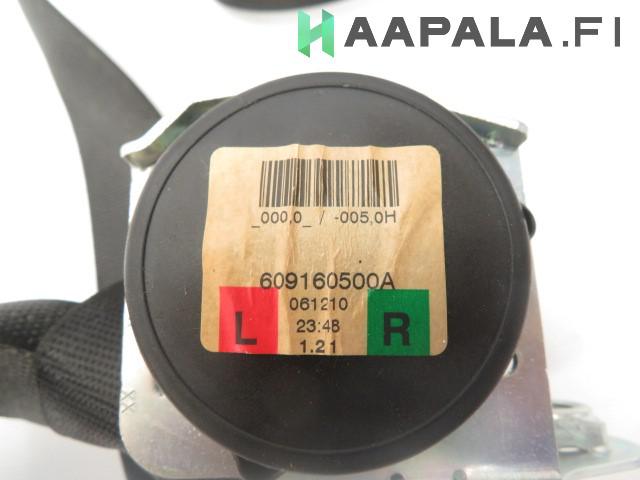 HAAPALA.FI
_000,0_ / -005,0H
609160500A
061210
L 23:48 R
1.21